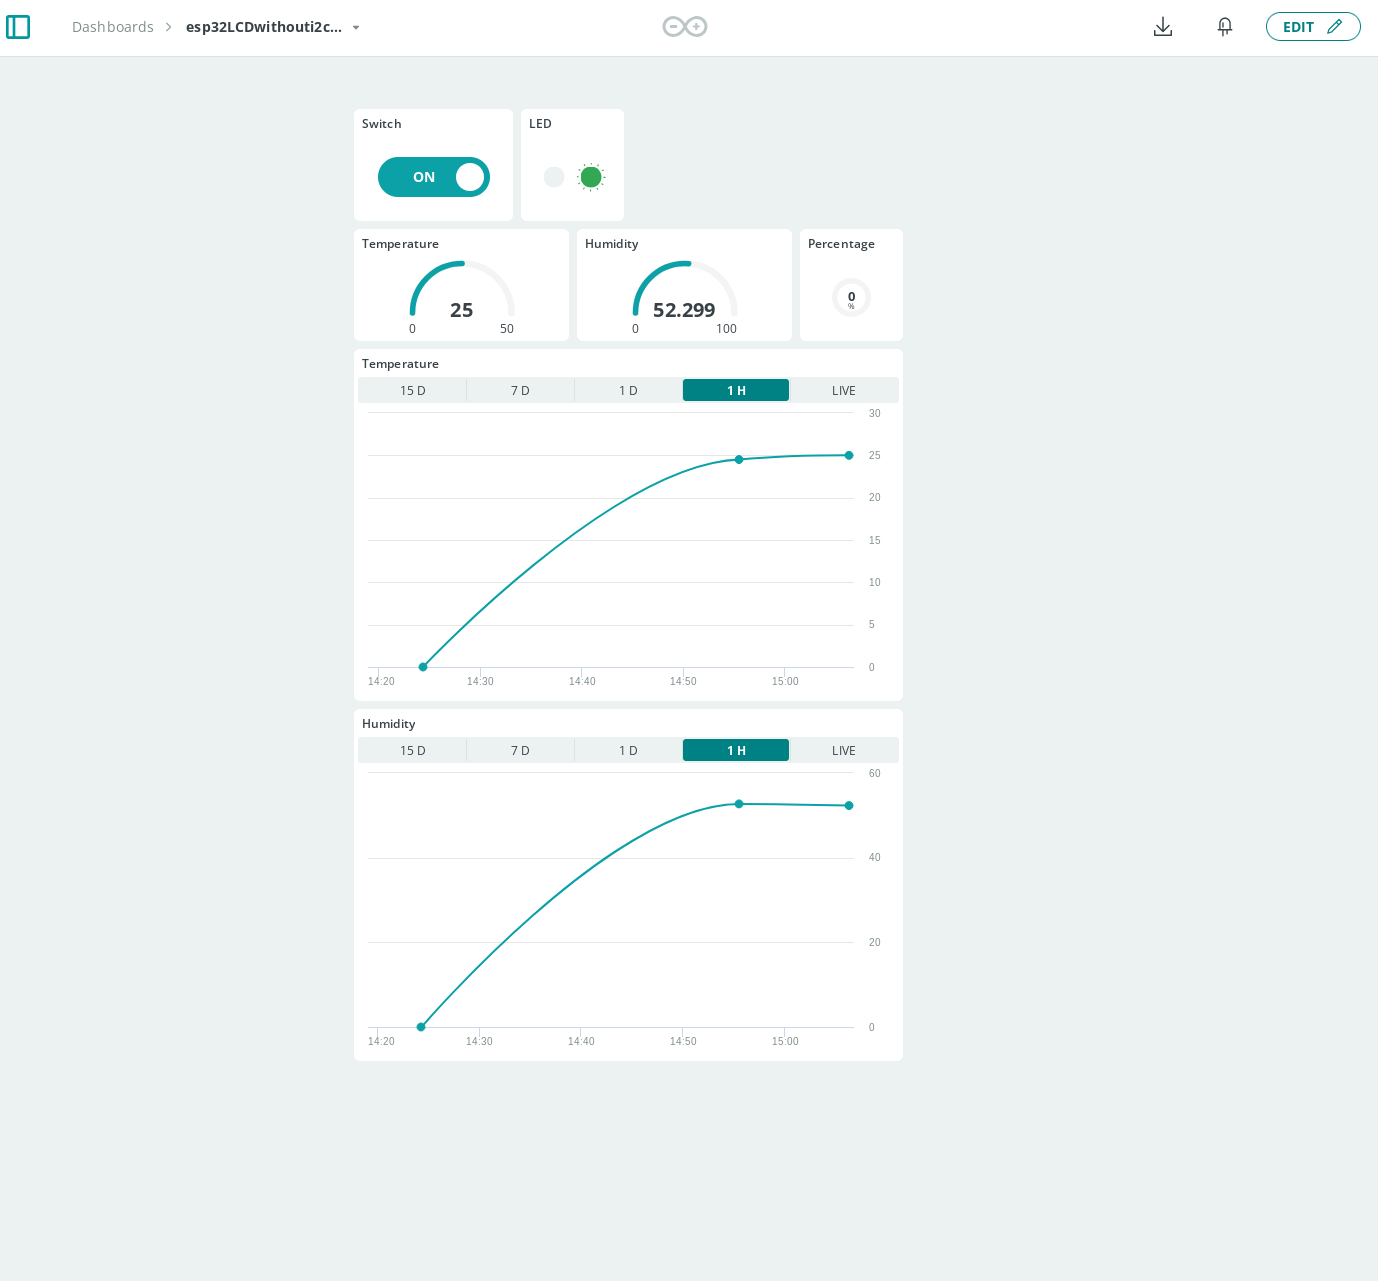 Dashboards > esp32LCDwithouti2c...
EDIT
Switch
LED
ON
Temperature
Humidity
Percentage
25
0 50
52.299
0 100
0
%
Temperature
15 D 7 D 1 D 1 H LIVE
30
25
20
15
10
5
0
14:20 14:30 14:40 14:50 15:00
Humidity
15 D 7 D 1 D 1 H LIVE
60
40
20
0
14:20 14:30 14:40 14:50 15:00